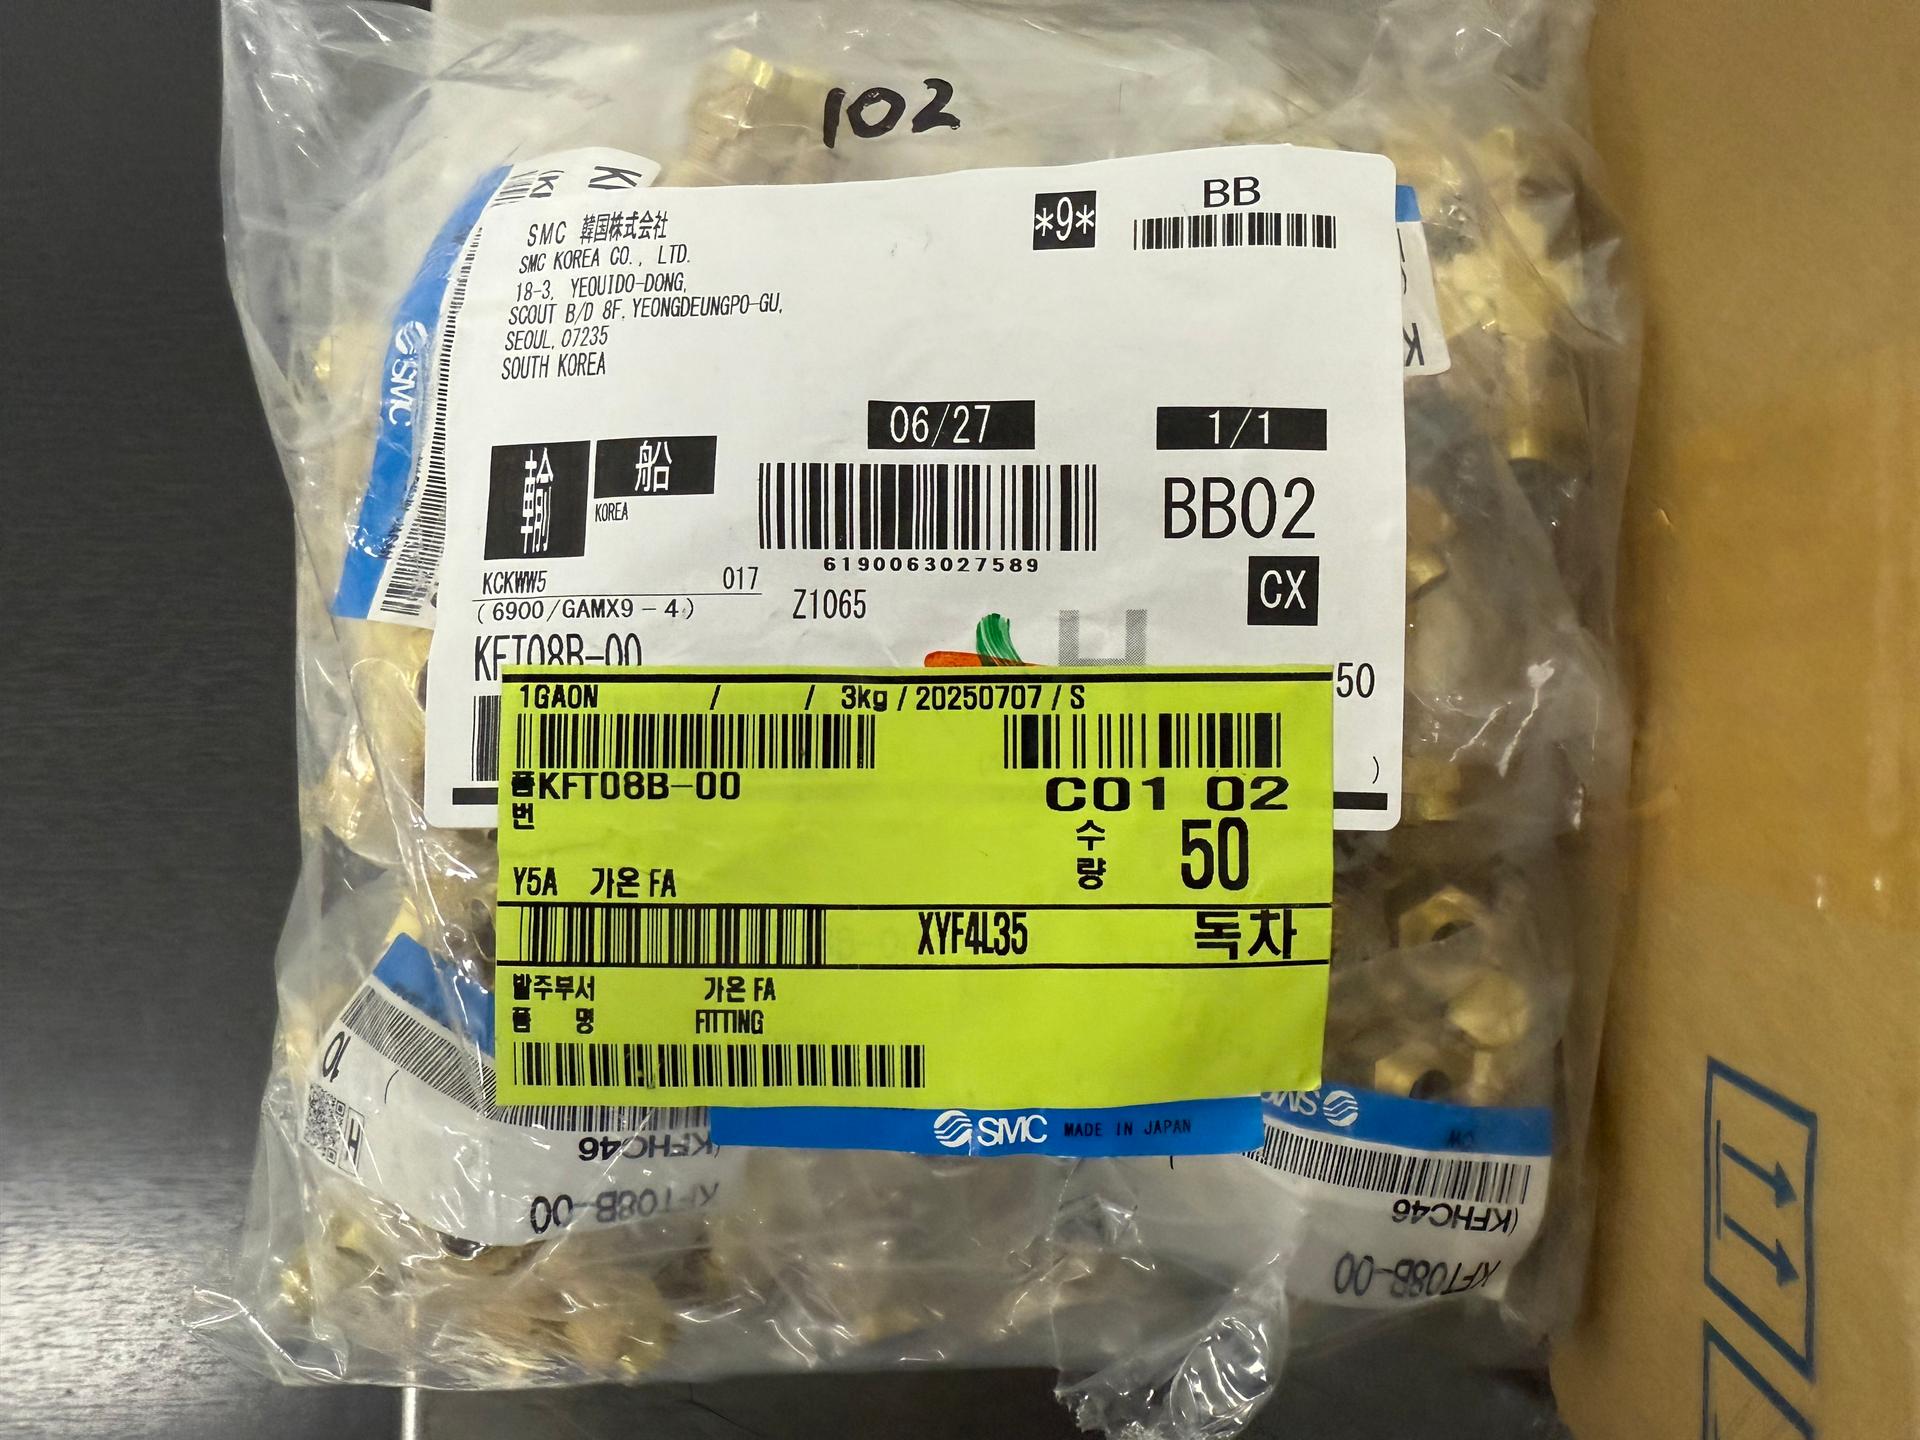 102
SMC 韓国株式会社
SMC KOREA CO., LTD.
18-3, YEOUIDO-DONG,
SCOUT B/D 8F, YEONGDEUNGPO-GU,
SEOUL, 07235
SOUTH KOREA
*9*
BB
06/27
1/1
輸
船
KOREA
BB02
6190063027589
CX
KCKWW5
017
(6900/GAMX9-4)
Z1065
H
KFT08B-00
50
)
1GAON / / 3kg / 20250707 / S
품번
KFT08B-00
C01 02
수량
50
Y5A 가온 FA
XYF4L35
독차
발주부서 가온 FA
품 명 FITTING
SMC MADE IN JAPAN
SMC
10
H
(KFHC46
KFT08B-00
SMC
(KFHC46
KFT08B-00